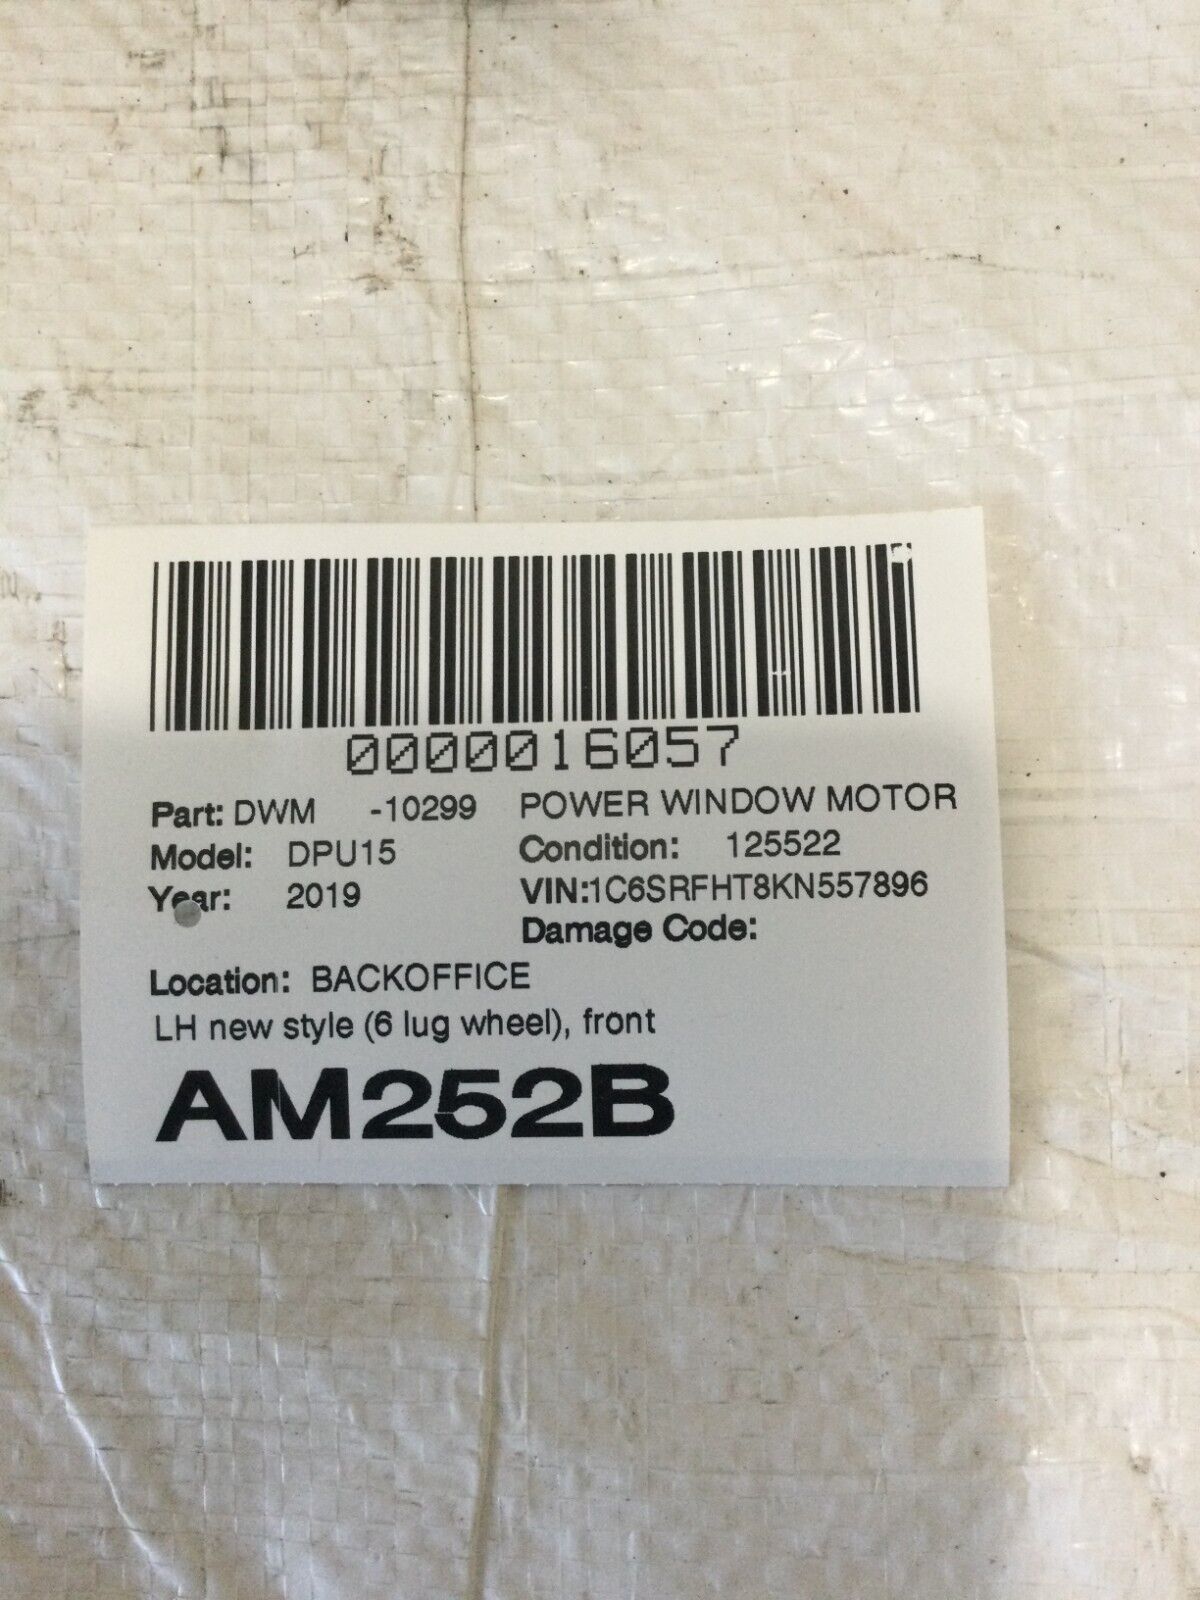 0000016057
Part: DWM -10299 POWER WINDOW MOTOR
Model: DPU15 Condition: 125522
Year: 2019 VIN:1C6SRFHT8KN557896
Damage Code:
Location: BACKOFFICE
LH new style (6 lug wheel), front
AM252B